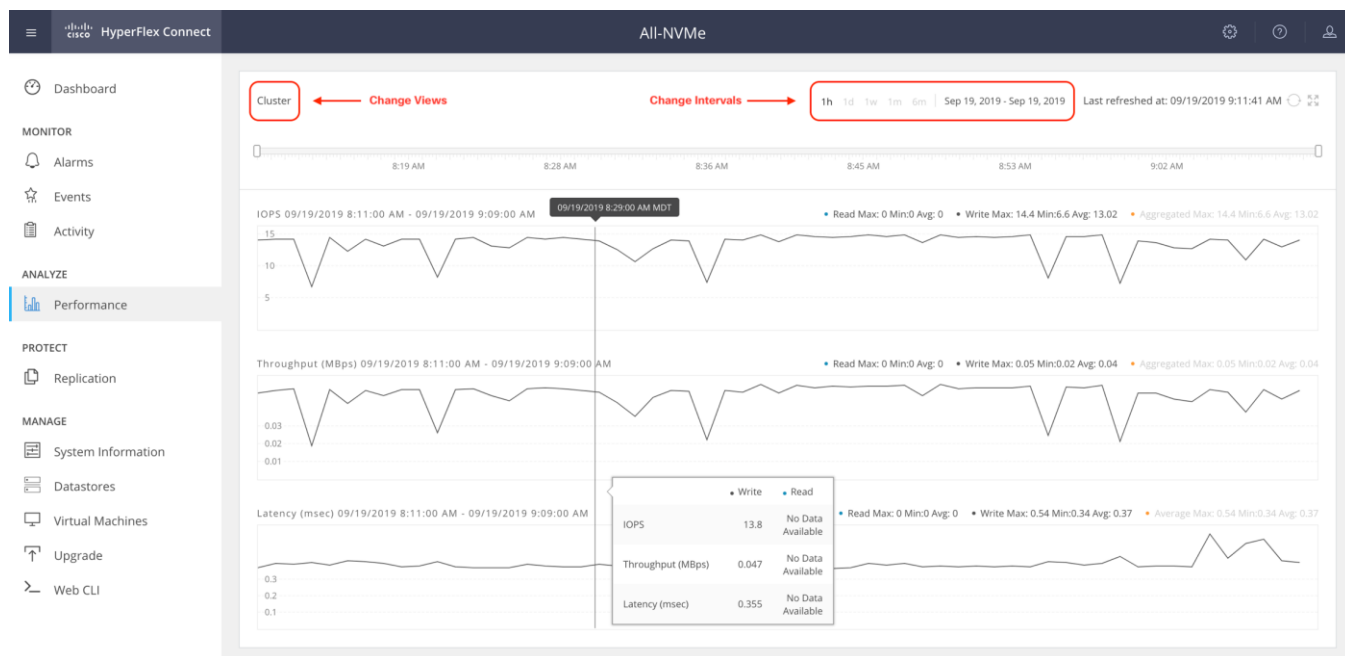 CISCO HyperFlex Connect
All-NVMe
Dashboard
MONITOR
Alarms
Events
Activity
ANALYZE
Performance
PROTECT
Replication
MANAGE
System Information
Datastores
Virtual Machines
Upgrade
Web CLI
Cluster Change Views Change Intervals 1h 1d 1w 1m 6m Sep 19, 2019 - Sep 19, 2019 Last refreshed at: 09/19/2019 9:11:41 AM
8:19 AM 8:28 AM 8:36 AM 8:45 AM 8:53 AM 9:02 AM
09/19/2019 8:29:00 AM MDT
IOPS 09/19/2019 8:11:00 AM - 09/19/2019 9:09:00 AM Read Max: 0 Min:0 Avg: 0 Write Max: 14.4 Min:6.6 Avg: 13.02 Aggregated Max: 14.4 Min:6.6 Avg: 13.02
15
10
5
Throughput (MBps) 09/19/2019 8:11:00 AM - 09/19/2019 9:09:00 AM Read Max: 0 Min:0 Avg: 0 Write Max: 0.05 Min:0.02 Avg: 0.04 Aggregated Max: 0.05 Min:0.02 Avg: 0.04
0.03
0.02
0.01
Latency (msec) 09/19/2019 8:11:00 AM - 09/19/2019 9:09:00 AM Read Max: 0 Min:0 Avg: 0 Write Max: 0.54 Min:0.34 Avg: 0.37 Average Max: 0.54 Min:0.34 Avg: 0.37
0.3
0.2
0.1
Write Read
IOPS 13.8 No Data
Available
Throughput (MBps) 0.047 No Data
Available
Latency (msec) 0.355 No Data
Available